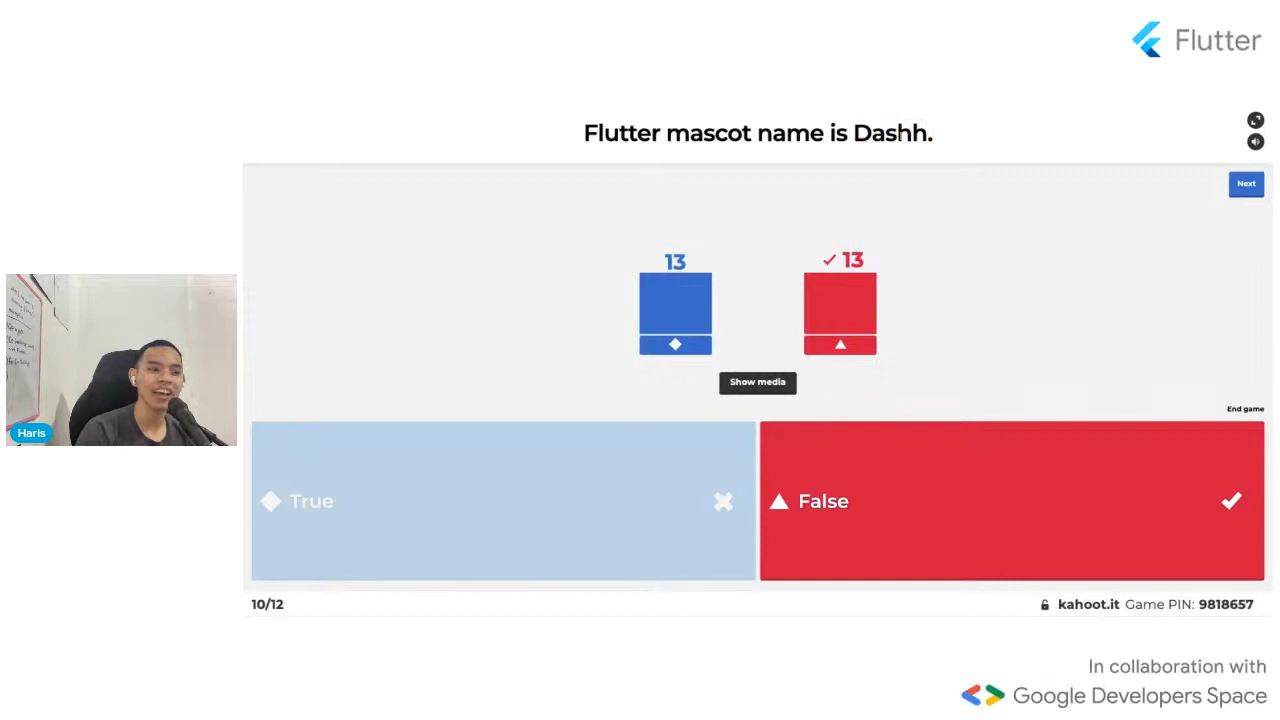 Flutter
Flutter mascot name is Dashh.
Next
13
13
Show media
End game
Haris
True
False
10/12
kahoot.it Game PIN: 9818657
In collaboration with
Google Developers Space